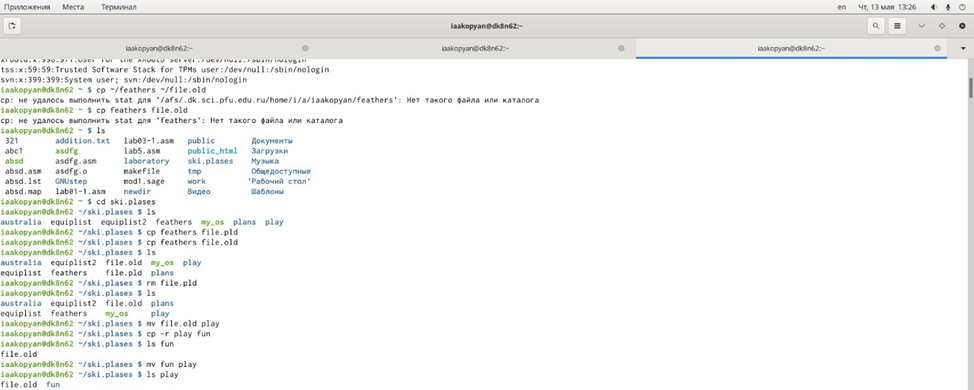 Приложения Места Терминал en Чт, 13 мая 13:26
iaakopyan@dk8n62:~
iaakopyan@dk8n62:~ iaakopyan@dk8n62:~ iaakopyan@dk8n62:~
tss:x:59:59:Trusted Software Stack for TPMs user:/dev/null:/sbin/nologin
svn:x:399:399:System user; svn:/dev/null:/sbin/nologin
iaakopyan@dk8n62 ~ $ cp ~/feathers ~/file.old
cp: не удалось выполнить stat для '/afs/.dk.sci.pfu.edu.ru/home/i/a/iaakopyan/feathers': Нет такого файла или каталога
iaakopyan@dk8n62 ~ $ cp feathers file.old
cp: не удалось выполнить stat для 'feathers': Нет такого файла или каталога
iaakopyan@dk8n62 ~ $ ls
321 addition.txt lab03-1.asm public Документы
abc1 asdfg lab5.asm public_html Загрузки
absd asdfg.asm laboratory ski.plases Музыка
absd.asm asdfg.o makefile tmp Общедоступные
absd.lst GNUstep mod1.sage work 'Рабочий стол'
absd.map lab01-1.asm newdir Видео Шаблоны
iaakopyan@dk8n62 ~ $ cd ski.plases
iaakopyan@dk8n62 ~/ski.plases $ ls
australia equiplist equiplist2 feathers my_os plans play
iaakopyan@dk8n62 ~/ski.plases $ cp feathers file.pld
iaakopyan@dk8n62 ~/ski.plases $ cp feathers file.old
iaakopyan@dk8n62 ~/ski.plases $ ls
australia equiplist2 file.old my_os play
equiplist feathers file.pld plans
iaakopyan@dk8n62 ~/ski.plases $ rm file.pld
iaakopyan@dk8n62 ~/ski.plases $ ls
australia equiplist2 file.old plans
equiplist feathers my_os play
iaakopyan@dk8n62 ~/ski.plases $ mv file.old play
iaakopyan@dk8n62 ~/ski.plases $ cp -r play fun
iaakopyan@dk8n62 ~/ski.plases $ ls fun
file.old
iaakopyan@dk8n62 ~/ski.plases $ mv fun play
iaakopyan@dk8n62 ~/ski.plases $ ls play
file.old fun